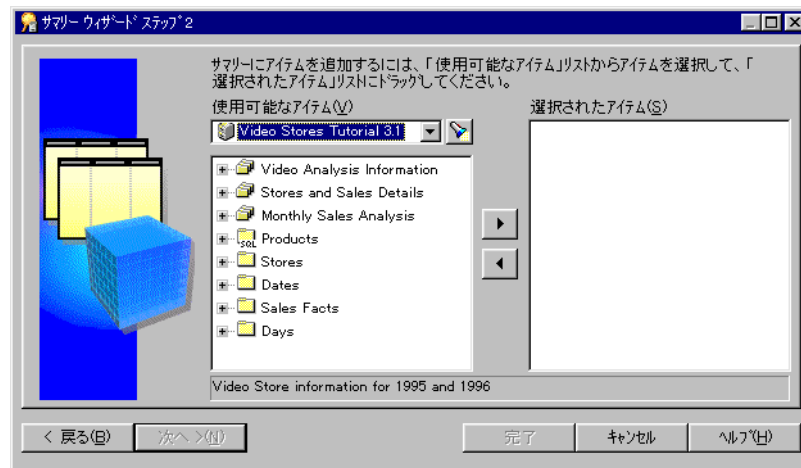 サマリー ウィザード ステップ 2
サマリーにアイテムを追加するには、「使用可能なアイテム」リストからアイテムを選択して、「
選択されたアイテム」リストにドラッグしてください。
使用可能なアイテム(V)
選択されたアイテム(S)
Video Stores Tutorial 3.1
Video Analysis Information
Stores and Sales Details
Monthly Sales Analysis
SQL Products
Stores
Dates
Sales Facts
Days
Video Store information for 1995 and 1996
< 戻る(B)
次へ >(N)
完了
キャンセル
ヘルプ(H)